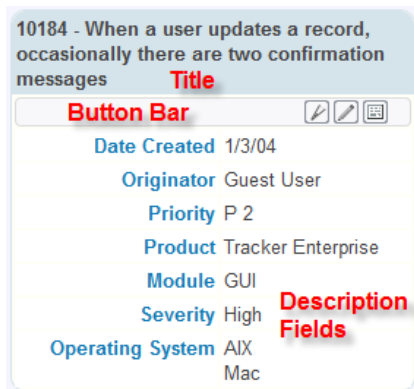 10184 - When a user updates a record,
occasionally there are two confirmation
messages
Title
Button Bar
Date Created 1/3/04
Originator Guest User
Priority P 2
Product Tracker Enterprise
Module GUI
Severity High
Description
Fields
Operating System AIX
Mac